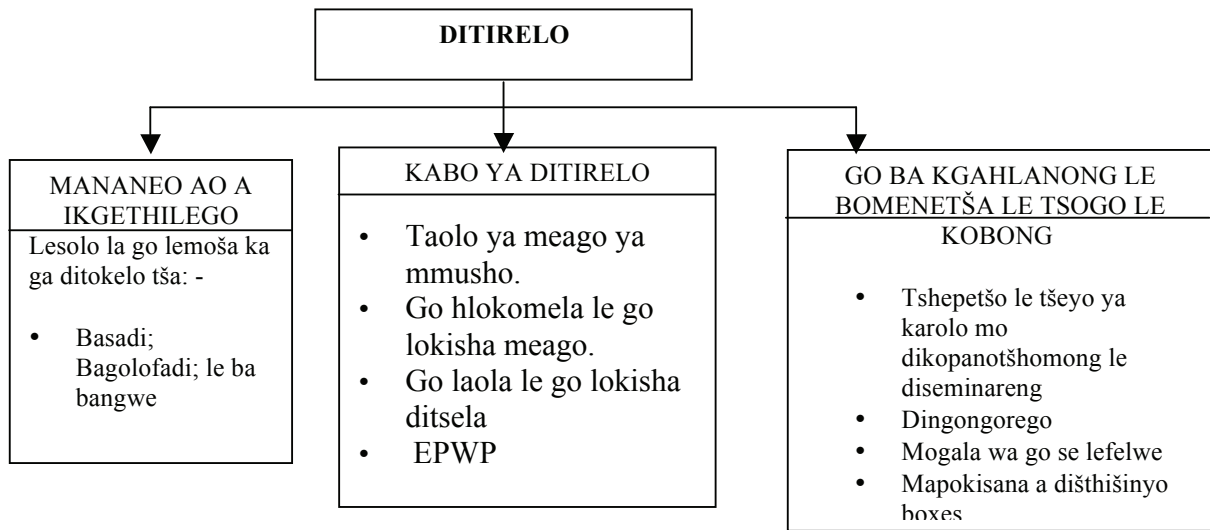 DITIRELO
MANANEO AO A
IKGETHILEGO
Lesolo la go lemoša ka
ga ditokelo tša: -
• Basadi;
Bagolofadi; le ba
bangwe
KABO YA DITIRELO
• Taolo ya meago ya
mmusho.
• Go hlokomela le go
lokisha meago.
• Go laola le go lokisha
ditsela
• EPWP
GO BA KGAHLANONG LE
BOMENETŠA LE TSOGO LE
KOBONG
• Tshepetšo le tšeyo ya
karolo mo
dikopanotšhomong le
diseminareng
• Dingongorego
• Mogala wa go se lefelwe
• Mapokisana a dišthišinyo
boxes